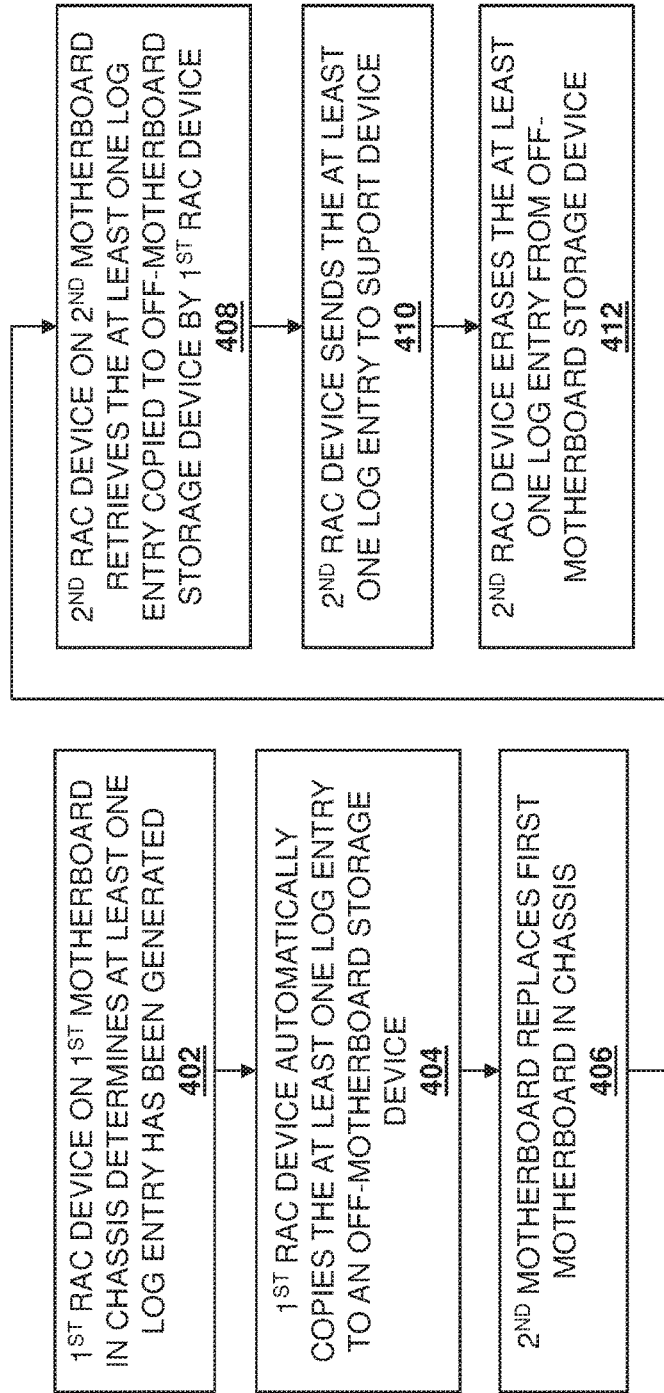 1ST RAC DEVICE ON 1ST MOTHERBOARD
IN CHASSIS DETERMINES AT LEAST ONE
LOG ENTRY HAS BEEN GENERATED
402
1ST RAC DEVICE AUTOMATICALLY
COPIES THE AT LEAST ONE LOG ENTRY
TO AN OFF-MOTHERBOARD STORAGE
DEVICE
404
2ND MOTHERBOARD REPLACES FIRST
MOTHERBOARD IN CHASSIS
406
2ND RAC DEVICE ON 2ND MOTHERBOARD
RETRIEVES THE AT LEAST ONE LOG
ENTRY COPIED TO OFF-MOTHERBOARD
STORAGE DEVICE BY 1ST RAC DEVICE
408
2ND RAC DEVICE SENDS THE AT LEAST
ONE LOG ENTRY TO SUPORT DEVICE
410
2ND RAC DEVICE ERASES THE AT LEAST
ONE LOG ENTRY FROM OFF-
MOTHERBOARD STORAGE DEVICE
412